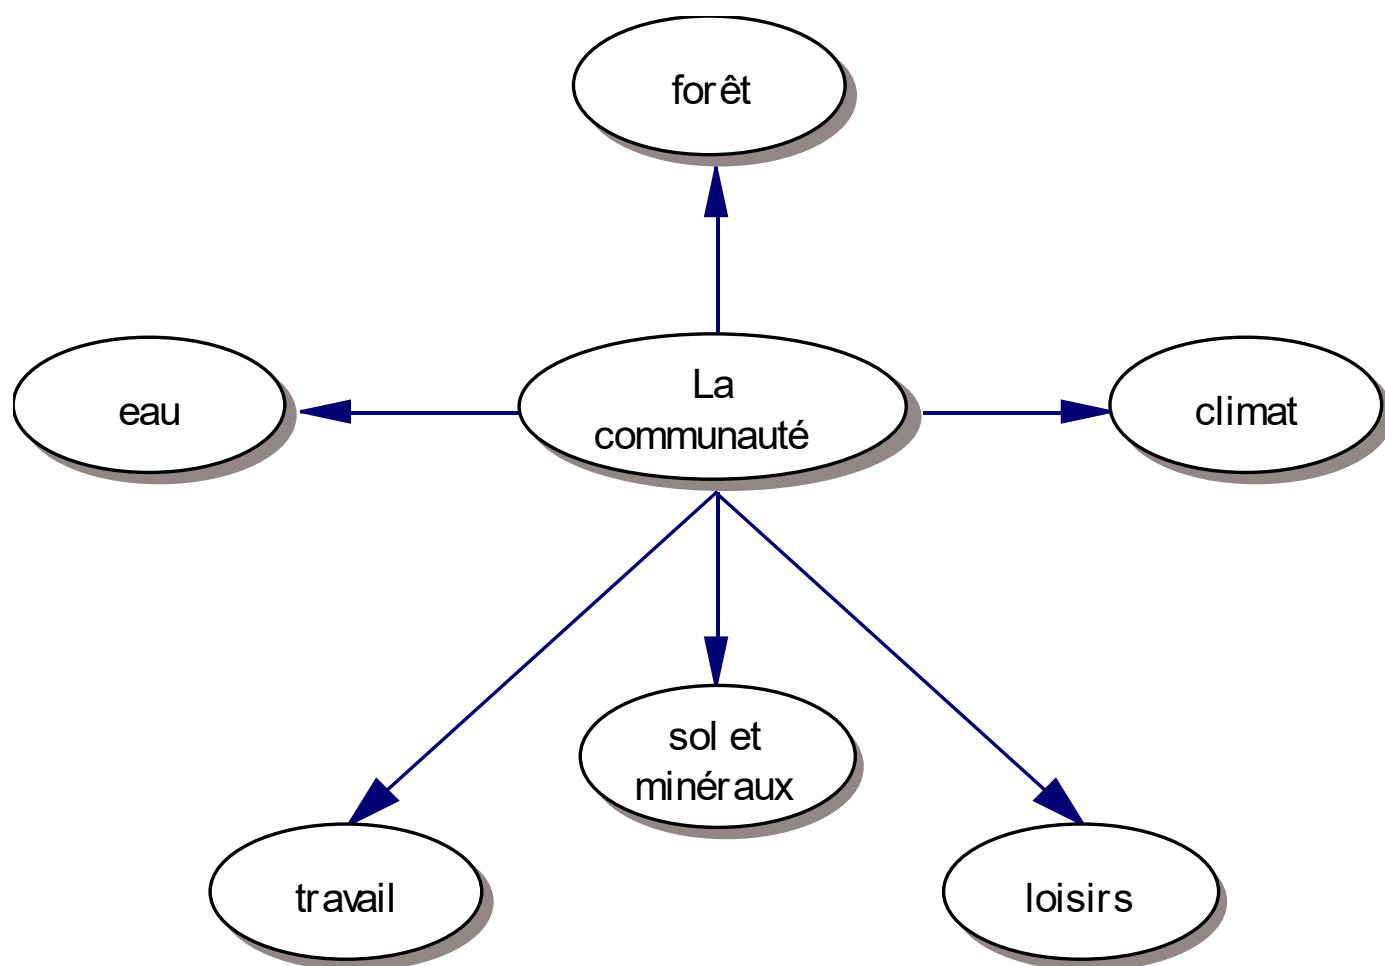 forêt
La
communauté
eau
climat
sol et
minéraux
travail
loisirs